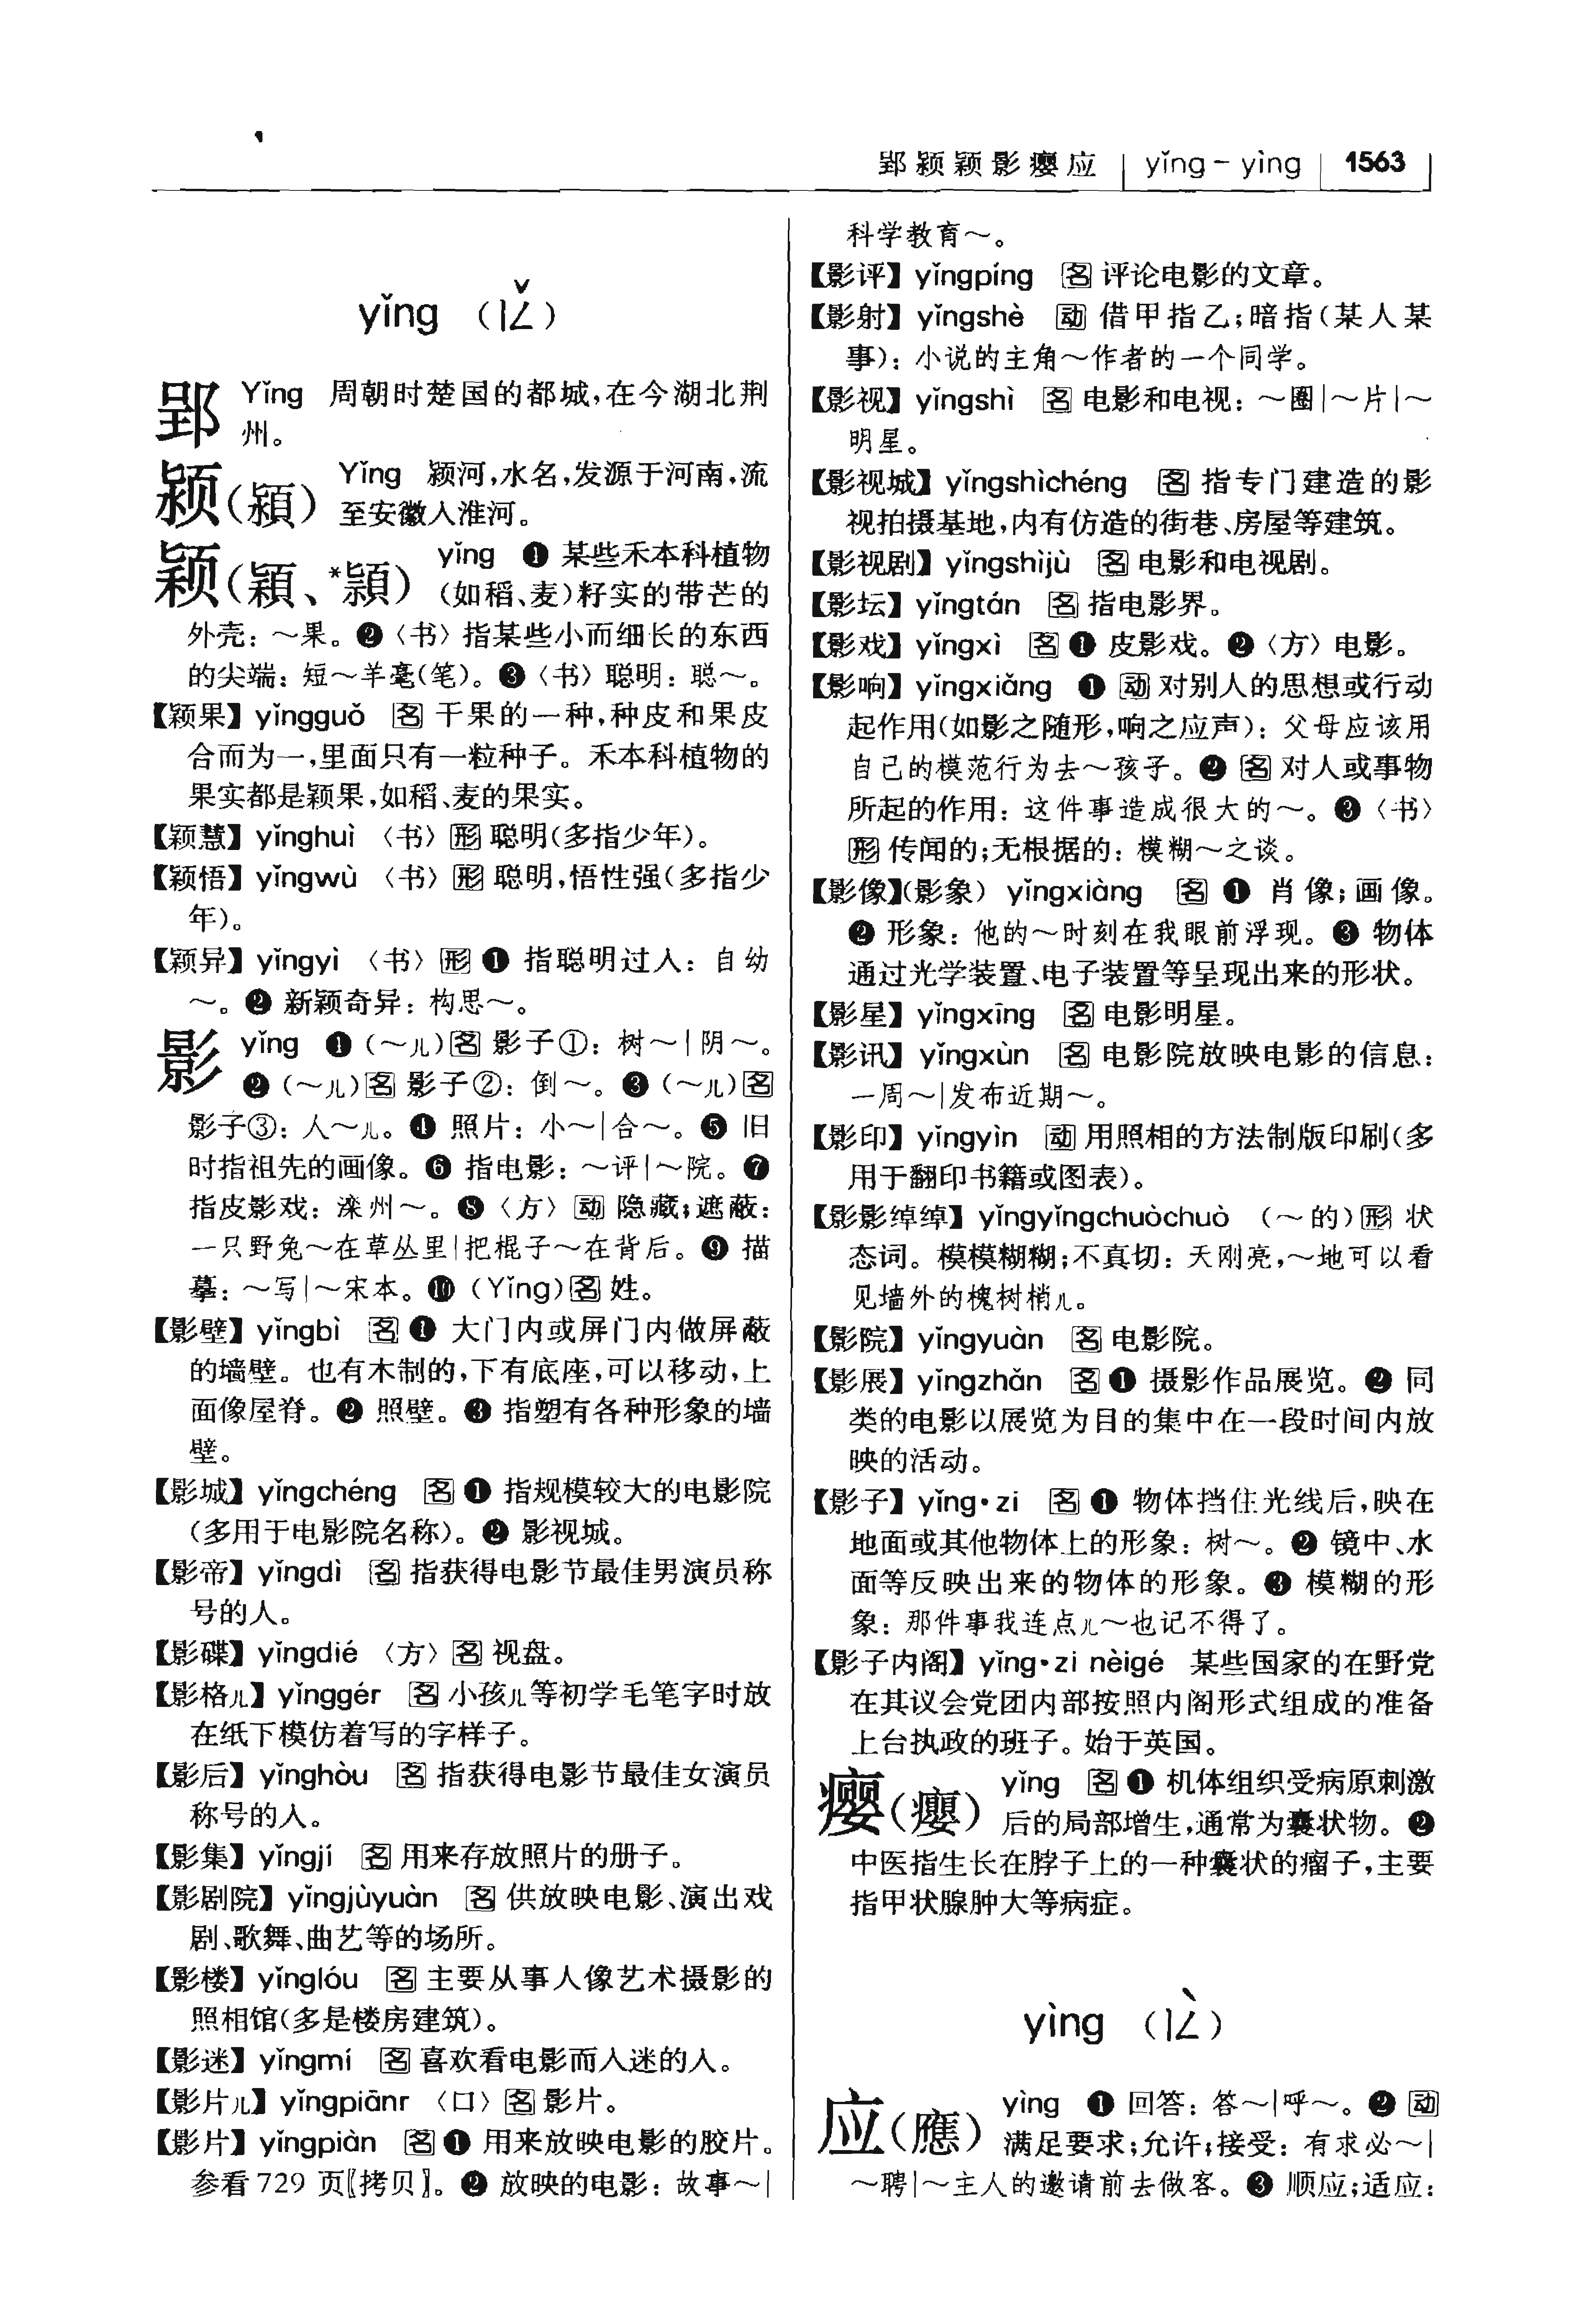 郢颍颖影瘿应 yǐng－yìng 1563
yǐng （ㄧㄥˇ）
郢 Yǐng 周朝时楚国的都城，在今湖北荆
州。
颍（潁） Yǐng 颍河，水名，发源于河南，流
至安徽入淮河。
颖（穎、*頴） yǐng ❶ 某些禾本科植物
（如稻、麦）籽实的带芒的
外壳：～果。❷〈书〉指某些小而细长的东西
的尖端：短～羊毫（笔）。❸〈书〉聪明：聪～。
【颖果】yǐngguǒ 名 干果的一种，种皮和果皮
合而为一，里面只有一粒种子。禾本科植物的
果实都是颖果，如稻、麦的果实。
【颖慧】yǐnghuì 〈书〉形 聪明（多指少年）。
【颖悟】yǐngwù 〈书〉形 聪明，悟性强（多指少
年）。
【颖异】yǐngyì 〈书〉形 ❶ 指聪明过人：自幼
～。❷ 新颖奇异：构思～。
影 yǐng ❶（～儿）名 影子①：树～｜阴～。
❷（～儿）名 影子②：倒～。❸（～儿）名
影子③：人～儿。❹ 照片：小～｜合～。❺ 旧
时指祖先的画像。❻ 指电影：～评｜～院。❼
指皮影戏：滦州～。❽〈方〉动 隐藏；遮蔽：
一只野兔～在草丛里｜把棍子～在背后。❾ 描
摹：～写｜～宋本。❿（Yǐng）名 姓。
【影壁】yǐngbì 名 ❶ 大门内或屏门内做屏蔽
的墙壁。也有木制的，下有底座，可以移动，上
面像屋脊。❷ 照壁。❸ 指塑有各种形象的墙
壁。
【影城】yǐngchéng 名 ❶ 指规模较大的电影院
（多用于电影院名称）。❷ 影视城。
【影帝】yǐngdì 名 指获得电影节最佳男演员称
号的人。
【影碟】yǐngdié 〈方〉名 视盘。
【影格儿】yǐnggér 名 小孩儿等初学毛笔字时放
在纸下模仿着写的字样子。
【影后】yǐnghòu 名 指获得电影节最佳女演员
称号的人。
【影集】yǐngjí 名 用来存放照片的册子。
【影剧院】yǐngjùyuàn 名 供放映电影、演出戏
剧、歌舞、曲艺等的场所。
【影楼】yǐnglóu 名 主要从事人像艺术摄影的
照相馆（多是楼房建筑）。
【影迷】yǐngmí 名 喜欢看电影而入迷的人。
【影片儿】yǐngpiānr 〈口〉名 影片。
【影片】yǐngpiàn 名 ❶ 用来放映电影的胶片。
参看 729 页〖拷贝〗。❷ 放映的电影：故事～｜
科学教育～。
【影评】yǐngpíng 名 评论电影的文章。
【影射】yǐngshè 动 借甲指乙；暗指（某人某
事）：小说的主角～作者的一个同学。
【影视】yǐngshì 名 电影和电视：～圈｜～片｜～
明星。
【影视城】yǐngshìchéng 名 指专门建造的影
视拍摄基地，内有仿造的街巷、房屋等建筑。
【影视剧】yǐngshìjù 名 电影和电视剧。
【影坛】yǐngtán 名 指电影界。
【影戏】yǐngxì 名 ❶ 皮影戏。❷〈方〉电影。
【影响】yǐngxiǎng ❶ 动 对别人的思想或行动
起作用（如影之随形，响之应声）：父母应该用
自己的模范行为去～孩子。❷ 名 对人或事物
所起的作用：这件事造成很大的～。❸〈书〉
形 传闻的；无根据的：模糊～之谈。
【影像】（影象） yǐngxiàng 名 ❶ 肖像；画像。
❷ 形象：他的～时刻在我眼前浮现。❸ 物体
通过光学装置、电子装置等呈现出来的形状。
【影星】yǐngxīng 名 电影明星。
【影讯】yǐngxùn 名 电影院放映电影的信息：
一周～｜发布近期～。
【影印】yǐngyìn 动 用照相的方法制版印刷（多
用于翻印书籍或图表）。
【影影绰绰】yǐngyǐngchuòchuò （～的）形 状
态词。模模糊糊；不真切：天刚亮，～地可以看
见墙外的槐树梢儿。
【影院】yǐngyuàn 名 电影院。
【影展】yǐngzhǎn 名 ❶ 摄影作品展览。❷ 同
类的电影以展览为目的集中在一段时间内放
映的活动。
【影子】yǐng·zi 名 ❶ 物体挡住光线后，映在
地面或其他物体上的形象：树～。❷ 镜中、水
面等反映出来的物体的形象。❸ 模糊的形
象：那件事我连点儿～也记不得了。
【影子内阁】yǐng·zi nèigé 某些国家的在野党
在其议会党团内部按照内阁形式组成的准备
上台执政的班子。始于英国。
瘿（癭） yǐng 名 ❶ 机体组织受病原刺激
后的局部增生，通常为囊状物。❷
中医指生长在脖子上的一种囊状的瘤子，主要
指甲状腺肿大等病症。
yìng （ㄧㄥˋ）
应（應） yìng ❶ 回答：答～｜呼～。❷ 动
满足要求；允许；接受：有求必～｜
～聘｜～主人的邀请前去做客。❸ 顺应；适应：